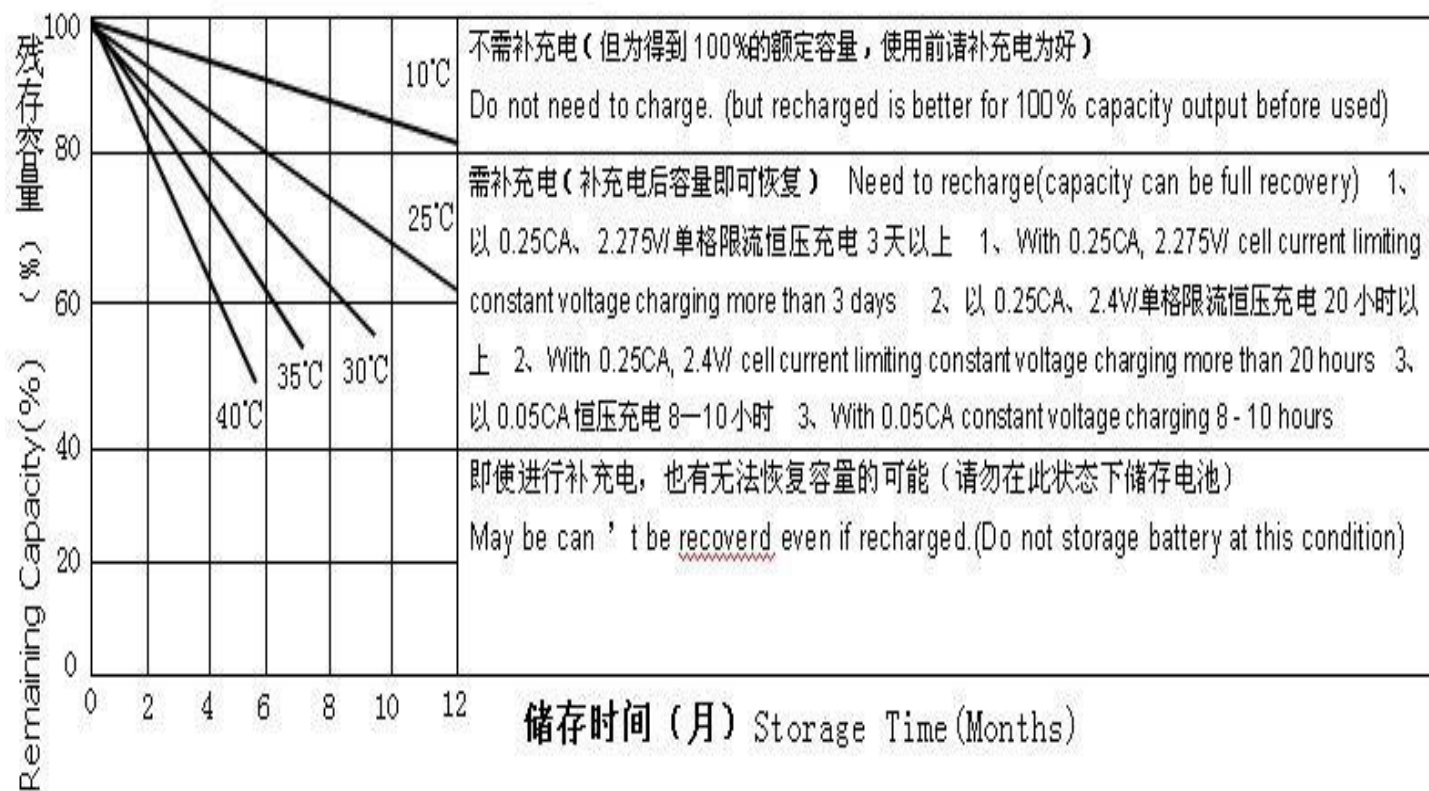 残存容量(%)
Remaining Capacity(%)
100
80
60
40
20
0
10℃
25℃
30℃
35℃
40℃
不需补充电(但为得到100%的额定容量,使用前请补充电为好)
Do not need to charge. (but recharged is better for 100% capacity output before used)
需补充电(补充电后容量即可恢复) Need to recharge(capacity can be full recovery) 1、
以 0.25CA、2.275V/单格限流恒压充电 3 天以上 1、With 0.25CA, 2.275V/ cell current limiting
constant voltage charging more than 3 days 2、以 0.25CA、2.4V/单格限流恒压充电 20 小时以
上 2、With 0.25CA, 2.4V/ cell current limiting constant voltage charging more than 20 hours 3、
以 0.05CA 恒压充电 8—10 小时 3、With 0.05CA constant voltage charging 8 - 10 hours
即使进行补充电，也有无法恢复容量的可能（请勿在此状态下储存电池）
May be can ’ t be recoverd even if recharged.(Do not storage battery at this condition)
0 2 4 6 8 10 12
储存时间（月）Storage Time(Months)